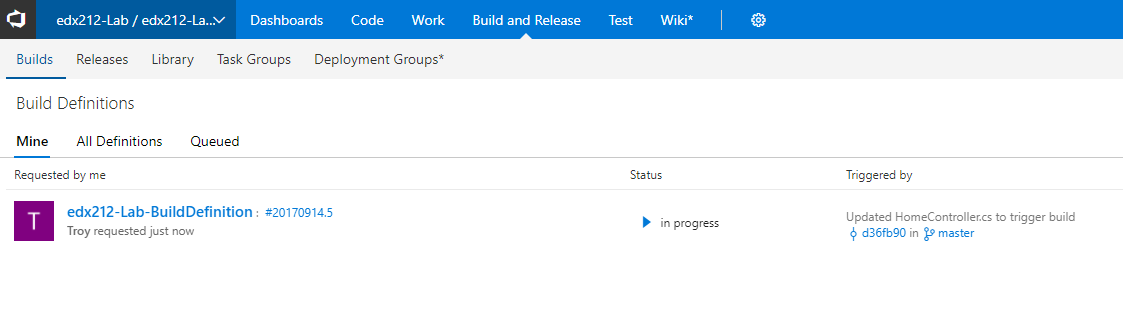 edx212-Lab / edx212-La... Dashboards Code Work Build and Release Test Wiki*
Builds Releases Library Task Groups Deployment Groups*
Build Definitions
Mine All Definitions Queued
Requested by me Status Triggered by
T
edx212-Lab-BuildDefinition : #20170914.5
Troy requested just now
in progress
Updated HomeController.cs to trigger build
d36fb90 in master